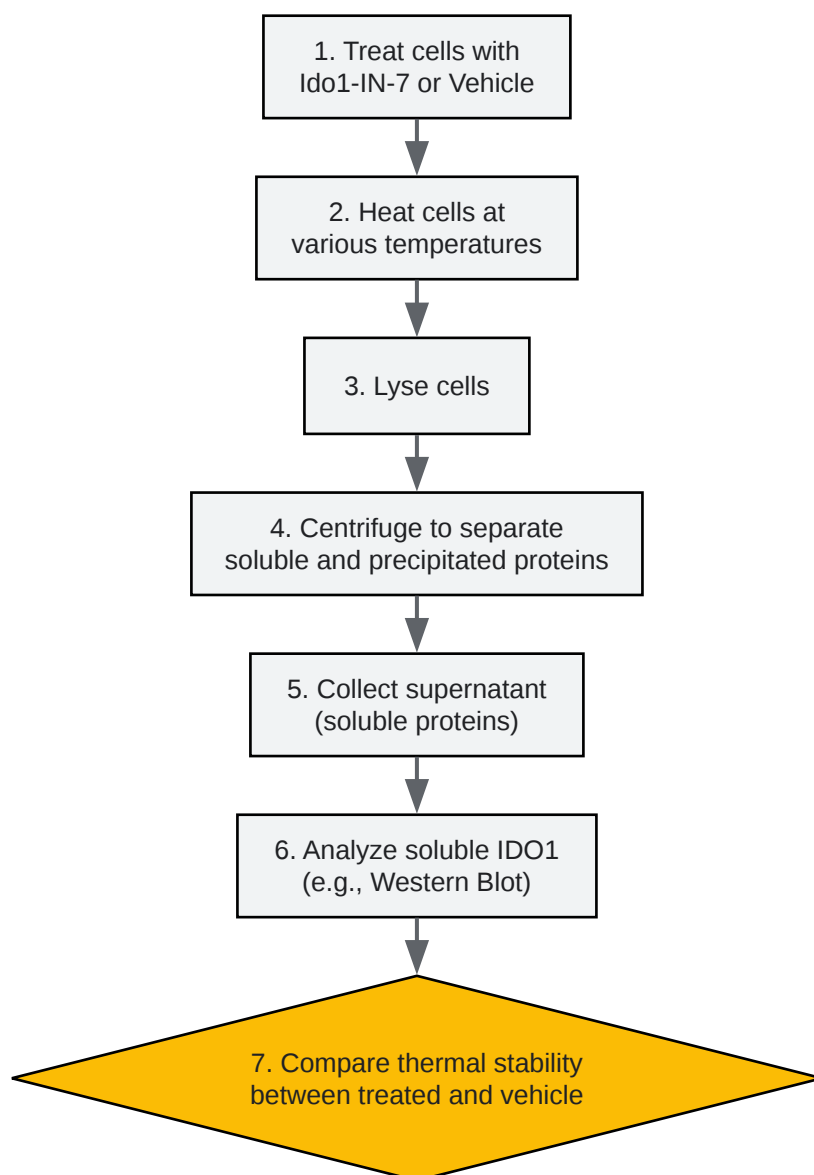 1. Treat cells with
Ido1-IN-7 or Vehicle
2. Heat cells at
various temperatures
3. Lyse cells
4. Centrifuge to separate
soluble and precipitated proteins
5. Collect supernatant
(soluble proteins)
6. Analyze soluble IDO1
(e.g., Western Blot)
7. Compare thermal stability
between treated and vehicle